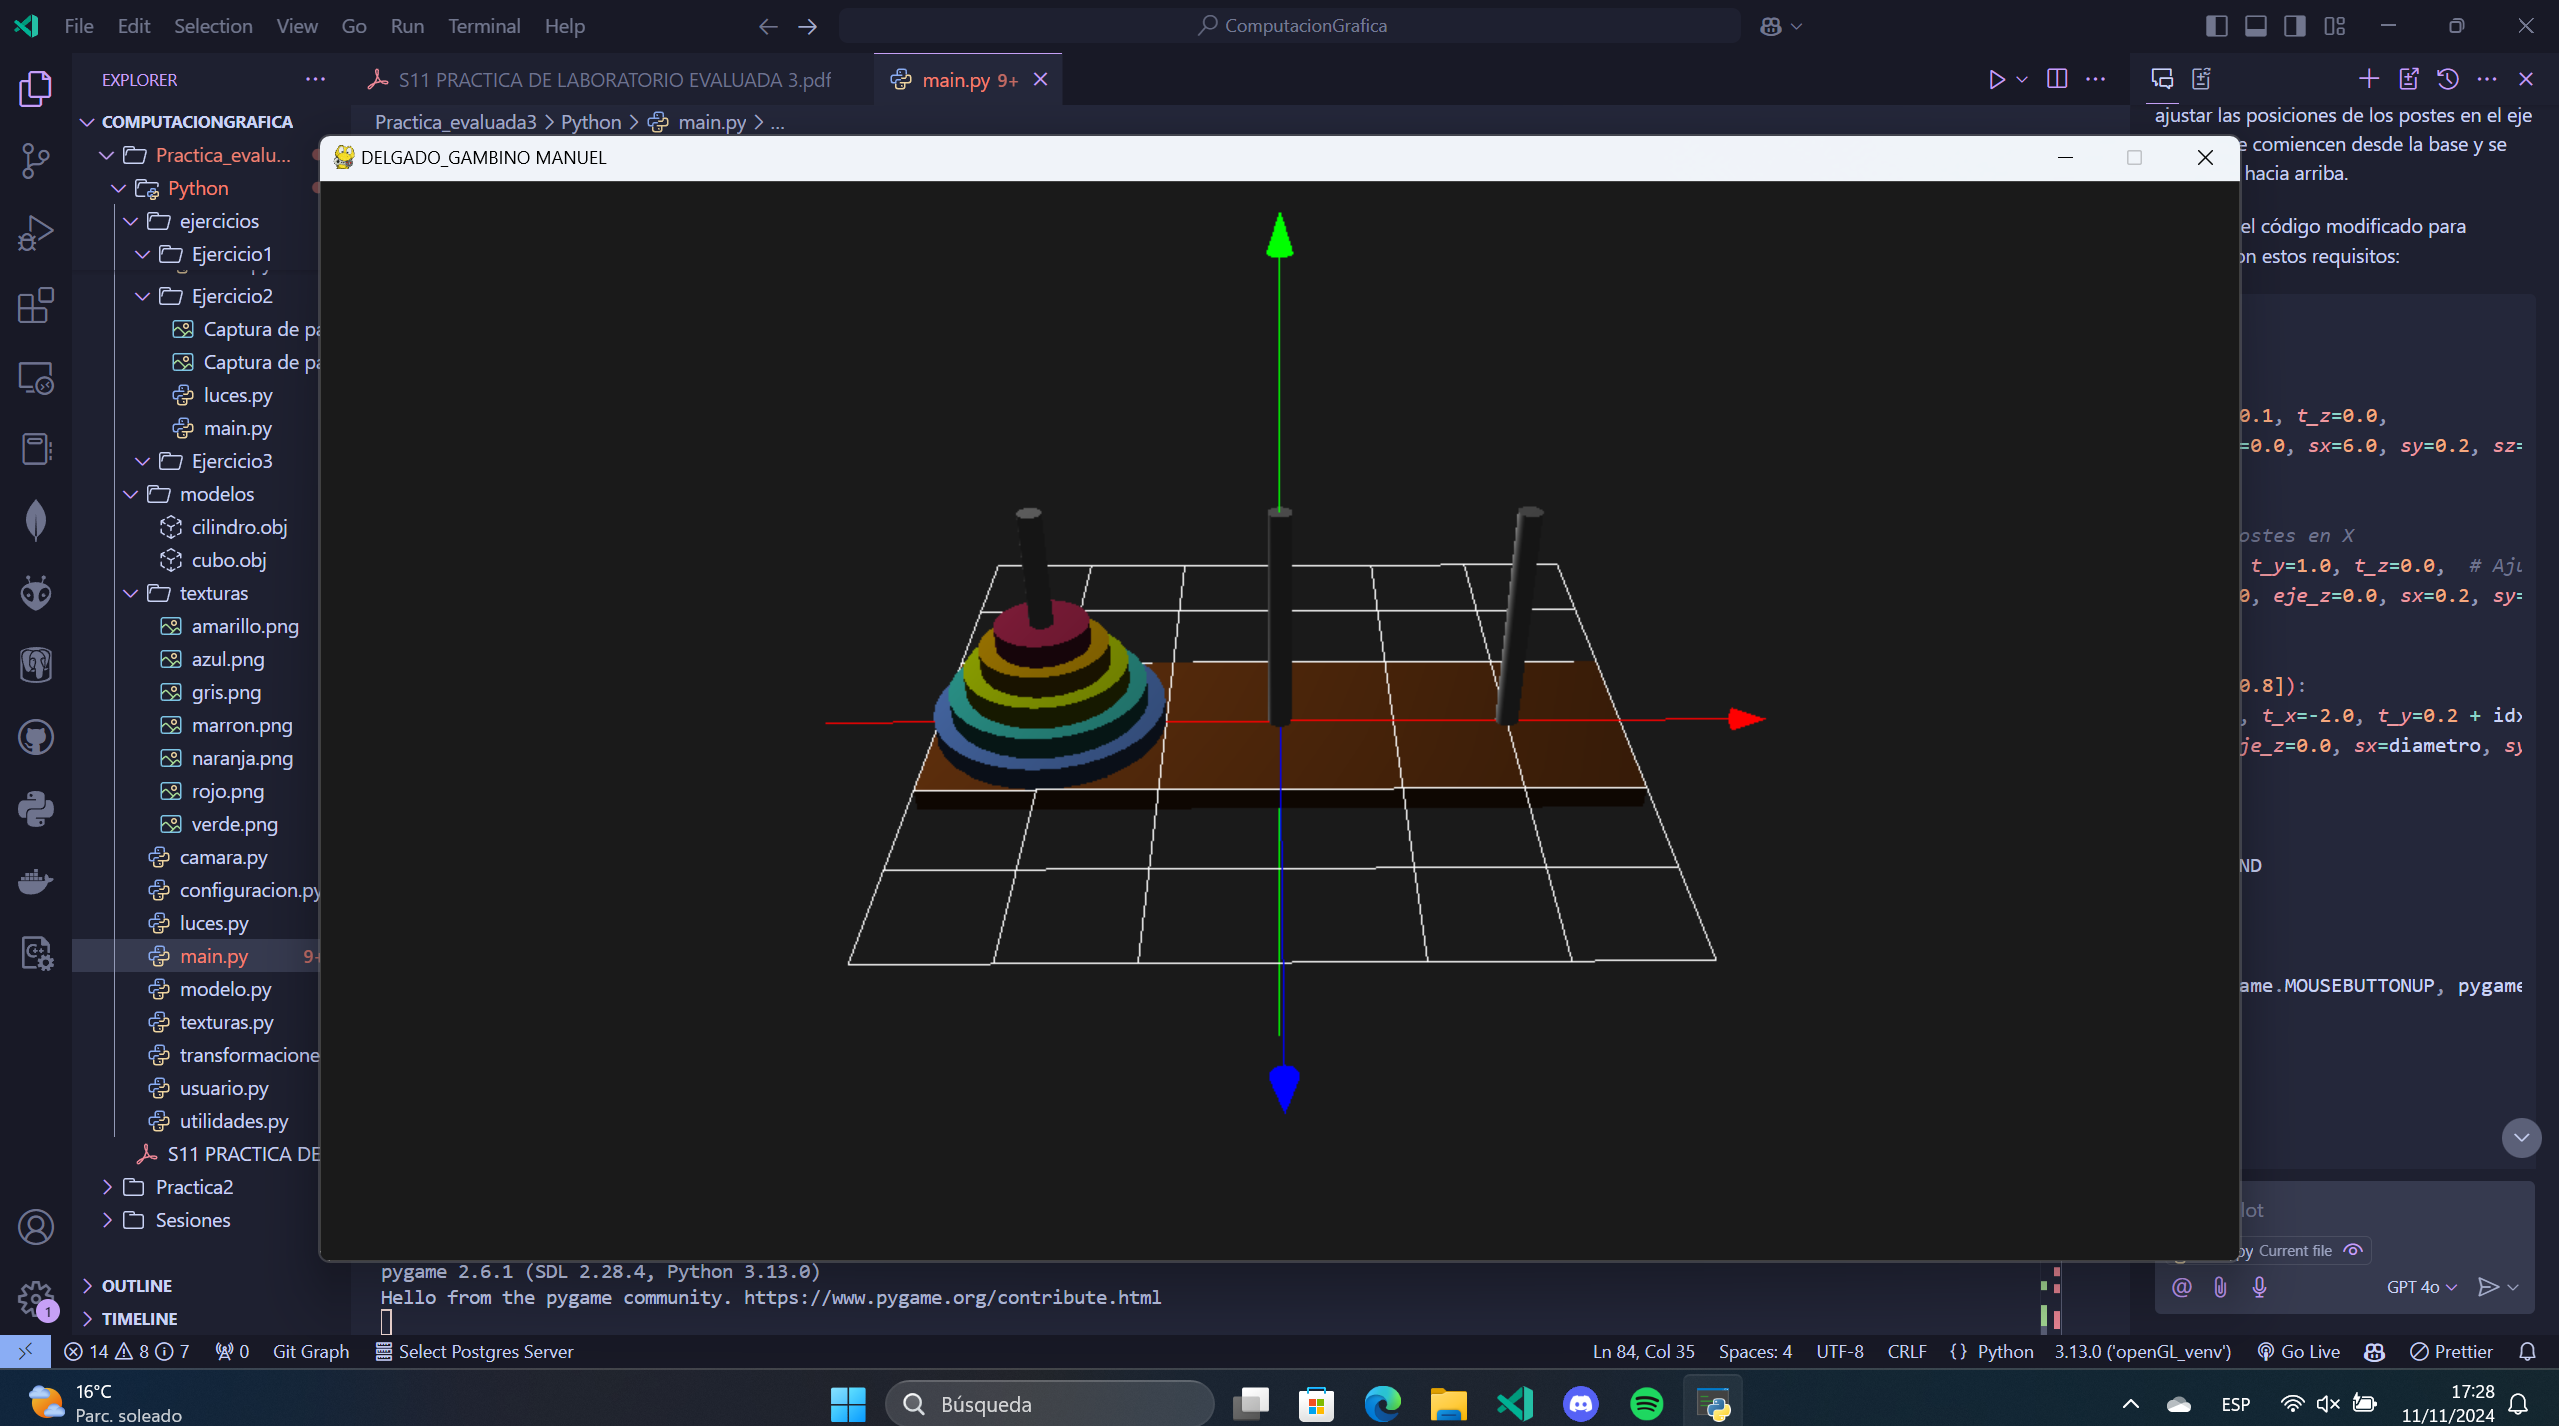 File Edit Selection View Go Run Terminal Help
ComputacionGrafica
EXPLORER
S11 PRACTICA DE LABORATORIO EVALUADA 3.pdf
main.py 9+
COMPUTACIONGRAFICA
Practica_evaluada3 > Python > main.py > ...
Practica_evalu...
Python
ejercicios
Ejercicio1
Ejercicio2
Captura de pa
Captura de pa
luces.py
main.py
Ejercicio3
modelos
cilindro.obj
cubo.obj
texturas
amarillo.png
azul.png
gris.png
marron.png
naranja.png
rojo.png
verde.png
camara.py
configuracion.py
luces.py
main.py 9+
modelo.py
texturas.py
transformacione
usuario.py
utilidades.py
S11 PRACTICA DE
Practica2
Sesiones
OUTLINE
TIMELINE
DELGADO_GAMBINO MANUEL
ajustar las posiciones de los postes en el eje
e comiencen desde la base y se
hacia arriba.
el código modificado para
on estos requisitos:
0.1, t_z=0.0,
=0.0, sx=6.0, sy=0.2, sz=
ostes en X
t_y=1.0, t_z=0.0, # Aju
0, eje_z=0.0, sx=0.2, sy=
0.8]):
, t_x=-2.0, t_y=0.2 + idx
je_z=0.0, sx=diametro, sy
ND
ame.MOUSEBUTTONUP, pygame
lot
py Current file
GPT 4o
pygame 2.6.1 (SDL 2.28.4, Python 3.13.0)
Hello from the pygame community. https://www.pygame.org/contribute.html
1
14 8 7 0 Git Graph Select Postgres Server
Ln 84, Col 35 Spaces: 4 UTF-8 CRLF {} Python 3.13.0 ('openGL_venv') Go Live Prettier
16°C
Parc. soleado
Búsqueda
ESP
17:28
11/11/2024